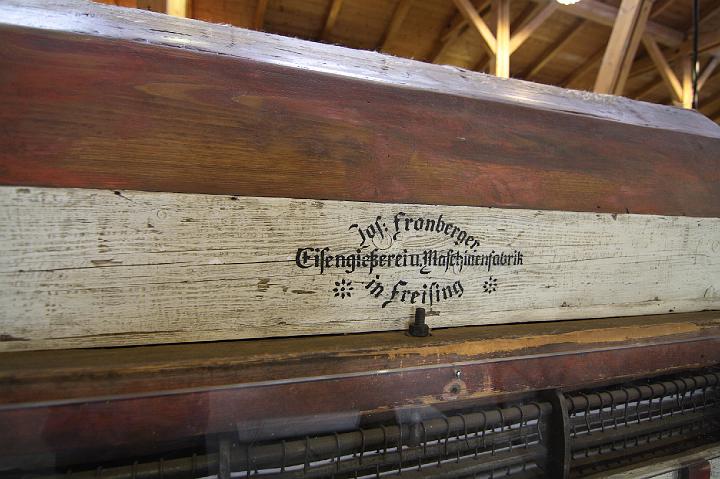 Jos: Fronberger
Eisengießerei u. Maschinenfabrik
in Freising